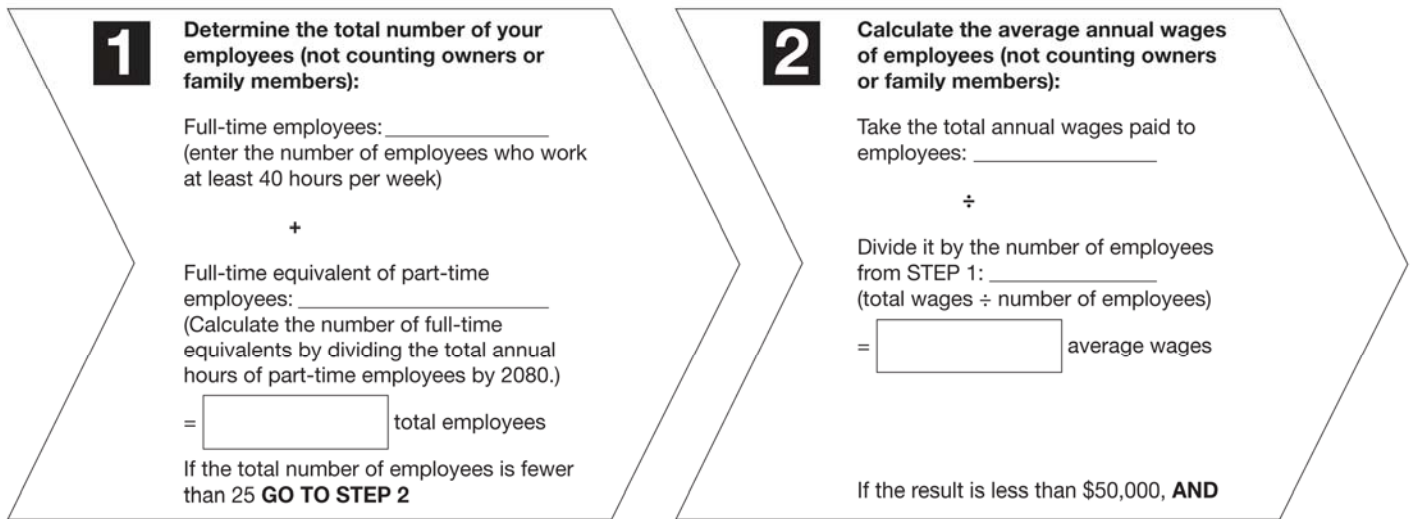 1
Determine the total number of your
employees (not counting owners or
family members):
Full-time employees:
(enter the number of employees who work
at least 40 hours per week)
+
Full-time equivalent of part-time
employees:
(Calculate the number of full-time
equivalents by dividing the total annual
hours of part-time employees by 2080.)
= total employees
If the total number of employees is fewer
than 25 GO TO STEP 2
2
Calculate the average annual wages
of employees (not counting owners
or family members):
Take the total annual wages paid to
employees:
÷
Divide it by the number of employees
from STEP 1:
(total wages ÷ number of employees)
= average wages
If the result is less than $50,000, AND